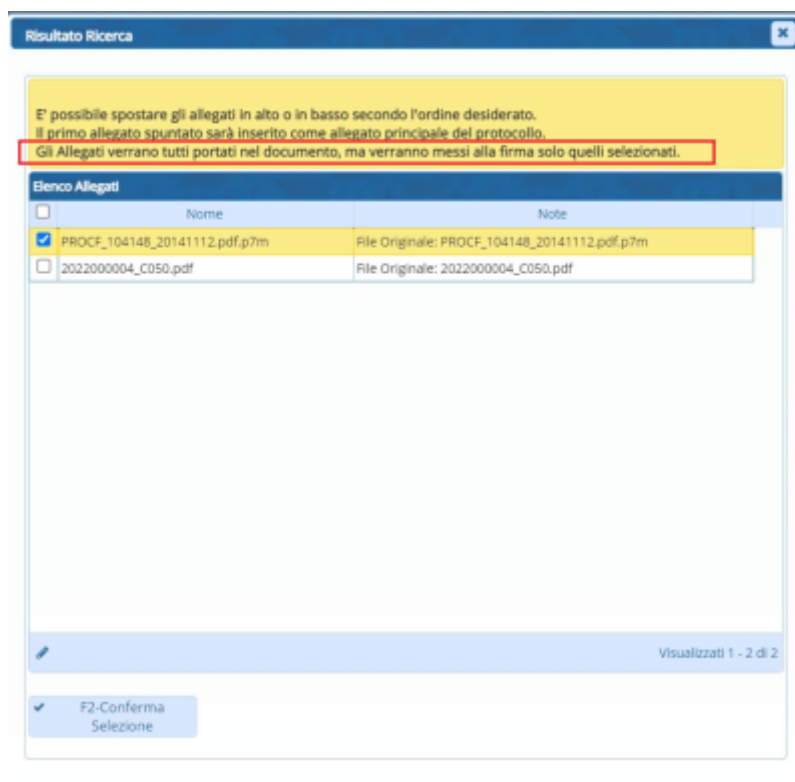 Risultato Ricerca
E' possibile spostare gli allegati in alto o in basso secondo l'ordine desiderato.
Il primo allegato spuntato sarà inserito come allegato principale del protocollo.
Gli Allegati verrano tutti portati nel documento, ma verranno messi alla firma solo quelli selezionati.
Elenco Allegati
Nome Note
PROCF_104148_20141112.pdf.p7m File Originale: PROCF_104148_20141112.pdf.p7m
2022000004_C050.pdf File Originale: 2022000004_C050.pdf
Visualizzati 1 - 2 di 2
F2-Conferma
Selezione